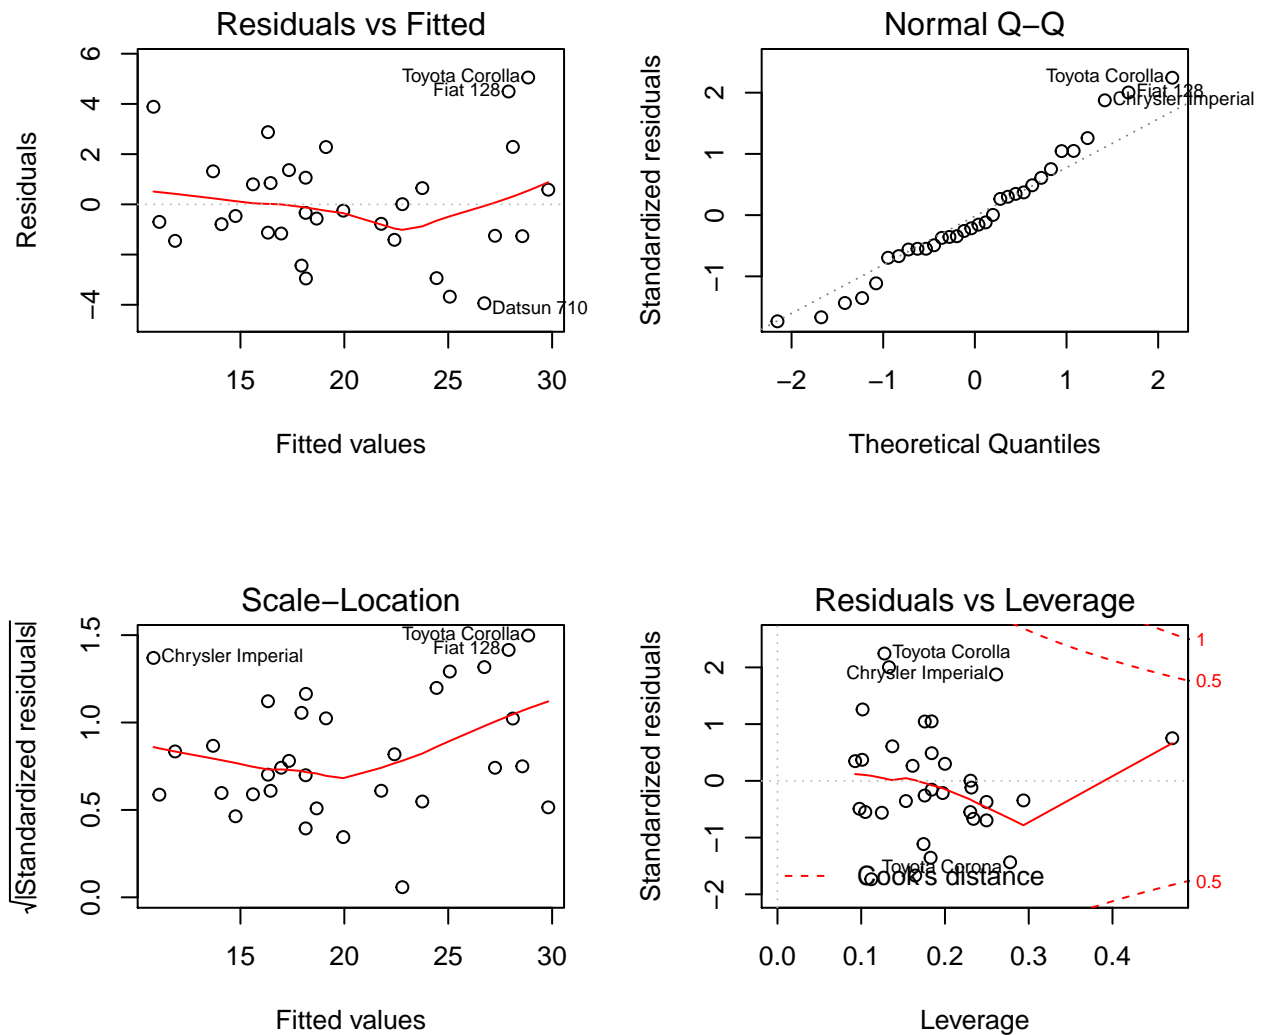 Residuals vs Fitted
Residuals
6
4
2
0
−4
Toyota Corolla
Fiat 128
Datsun 710
15 20 25 30
Fitted values
Normal Q−Q
Standardized residuals
2
1
0
−1
Toyota Corolla
Fiat 128
Chrysler Imperial
−2 −1 0 1 2
Theoretical Quantiles
Scale−Location
√|Standardized residuals|
1.5
1.0
0.5
0.0
Toyota Corolla
Fiat 128
Chrysler Imperial
15 20 25 30
Fitted values
Residuals vs Leverage
Standardized residuals
2
1
0
−1
−2
Toyota Corolla
Chrysler Imperial
Toyota Corona
Cook's distance
1
0.5
0.5
0.0 0.1 0.2 0.3 0.4
Leverage